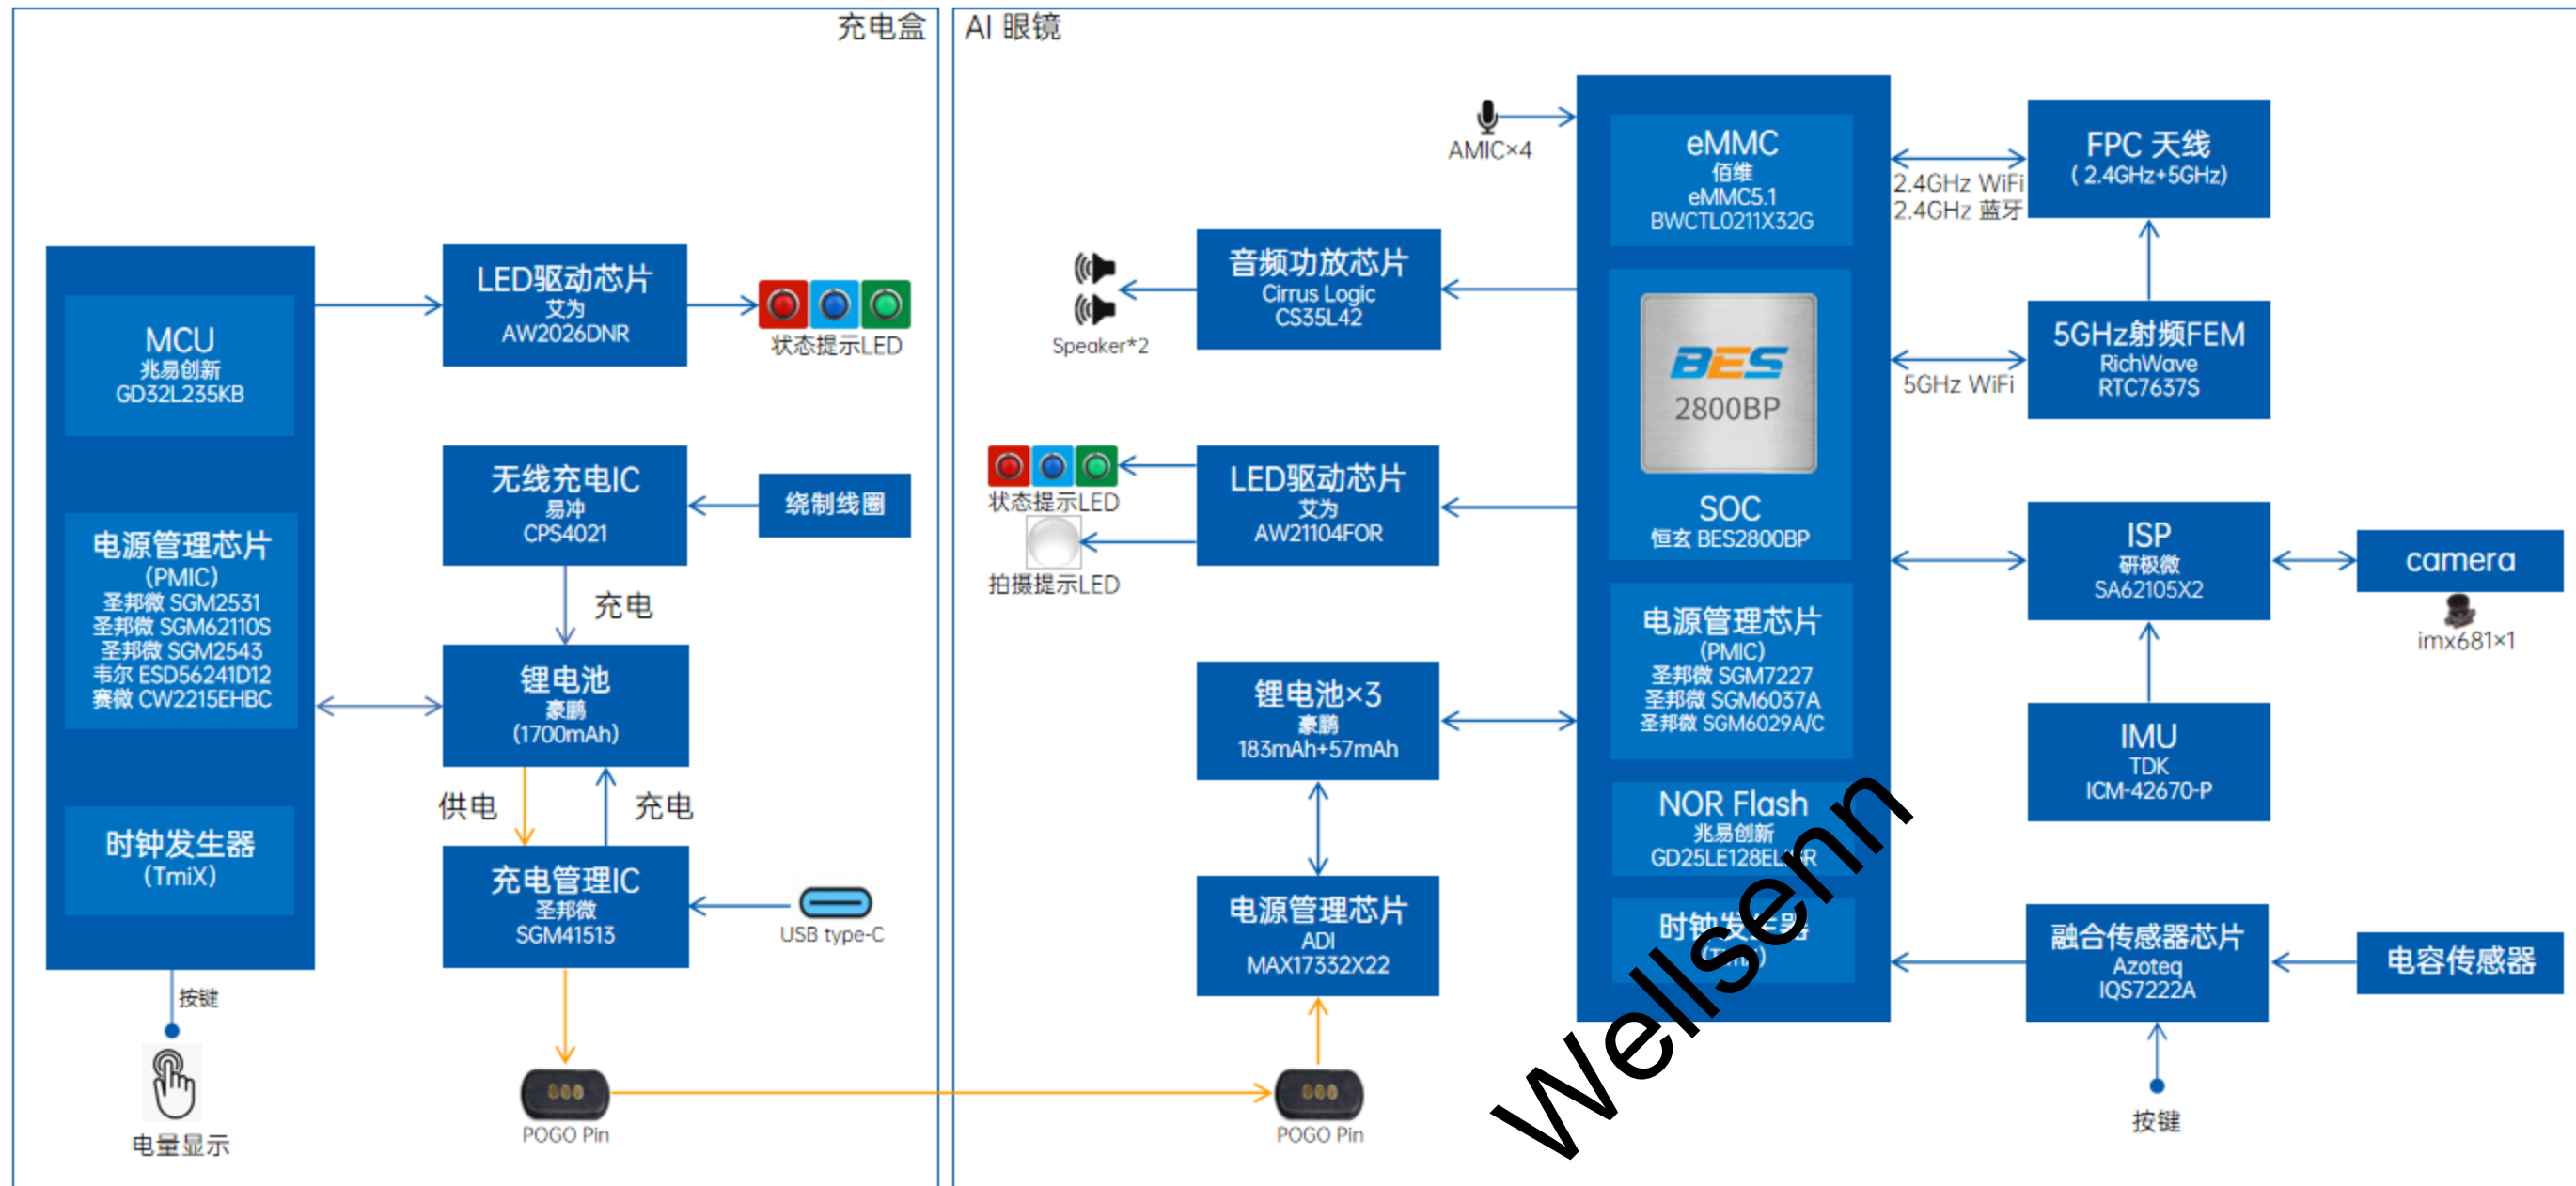 充电盒
MCU
兆易创新
GD32L235KB
电源管理芯片
(PMIC)
圣邦微 SGM2531
圣邦微 SGM62110S
圣邦微 SGM2543
韦尔 ESD56241D12
赛微 CW2215EHBC
时钟发生器
(TmiX)
按键
电量显示
LED驱动芯片
艾为
AW2026DNR
状态提示LED
无线充电IC
易冲
CPS4021
绕制线圈
充电
锂电池
豪鹏
(1700mAh)
供电
充电
充电管理IC
圣邦微
SGM41513
USB type-C
POGO Pin
AI 眼镜
AMIC×4
音频功放芯片
Cirrus Logic
CS35L42
Speaker*2
LED驱动芯片
艾为
AW21104FOR
状态提示LED
拍摄提示LED
锂电池×3
豪鹏
183mAh+57mAh
电源管理芯片
ADI
MAX17332X22
POGO Pin
eMMC
佰维
eMMC5.1
BWCTL0211X32G
BES
2800BP
SOC
恒玄 BES2800BP
电源管理芯片
(PMIC)
圣邦微 SGM7227
圣邦微 SGM6037A
圣邦微 SGM6029A/C
NOR Flash
兆易创新
时钟发生器
2.4GHz WiFi
2.4GHz 蓝牙
FPC 天线
( 2.4GHz+5GHz)
5GHz WiFi
5GHz射频FEM
RichWave
RTC7637S
ISP
研极微
SA62105X2
camera
imx681×1
IMU
TDK
ICM-42670-P
融合传感器芯片
Azoteq
IQS7222A
电容传感器
按键
Wellsenn